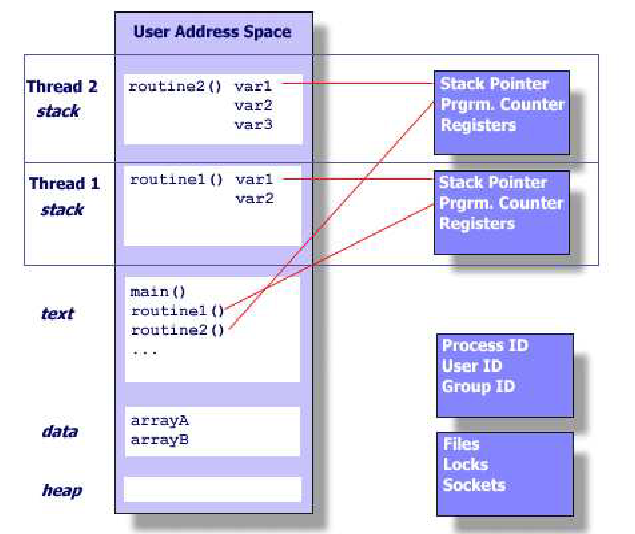 User Address Space
Thread 2
stack
routine2() var1
var2
var3
Stack Pointer
Prgrm. Counter
Registers
Thread 1
stack
routine1() var1
var2
Stack Pointer
Prgrm. Counter
Registers
text
main()
routine1()
routine2()
...
Process ID
User ID
Group ID
data
arrayA
arrayB
Files
Locks
Sockets
heap